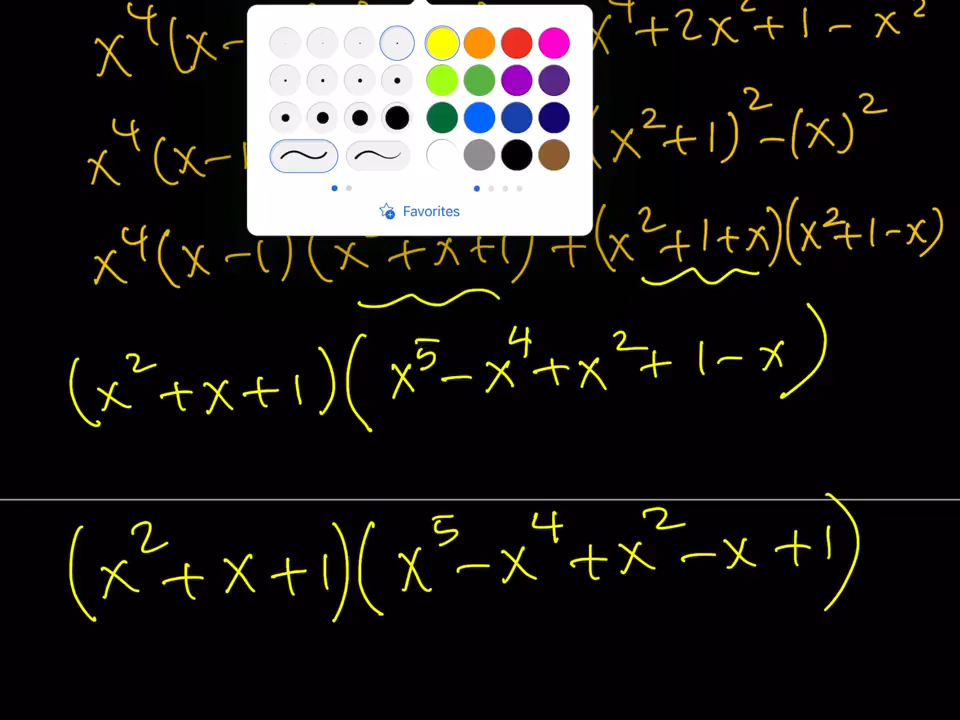 x⁴(x- x⁴+2x²+1-x²
x⁴(x-1 (x²+1)²-(x)²
Favorites
x⁴(x-1)(x²+x+1)+(x²+1+x)(x²+1-x)
(x²+x+1)(x⁵-x⁴+x²+1-x)
(x²+x+1)(x⁵-x⁴+x²-x+1)